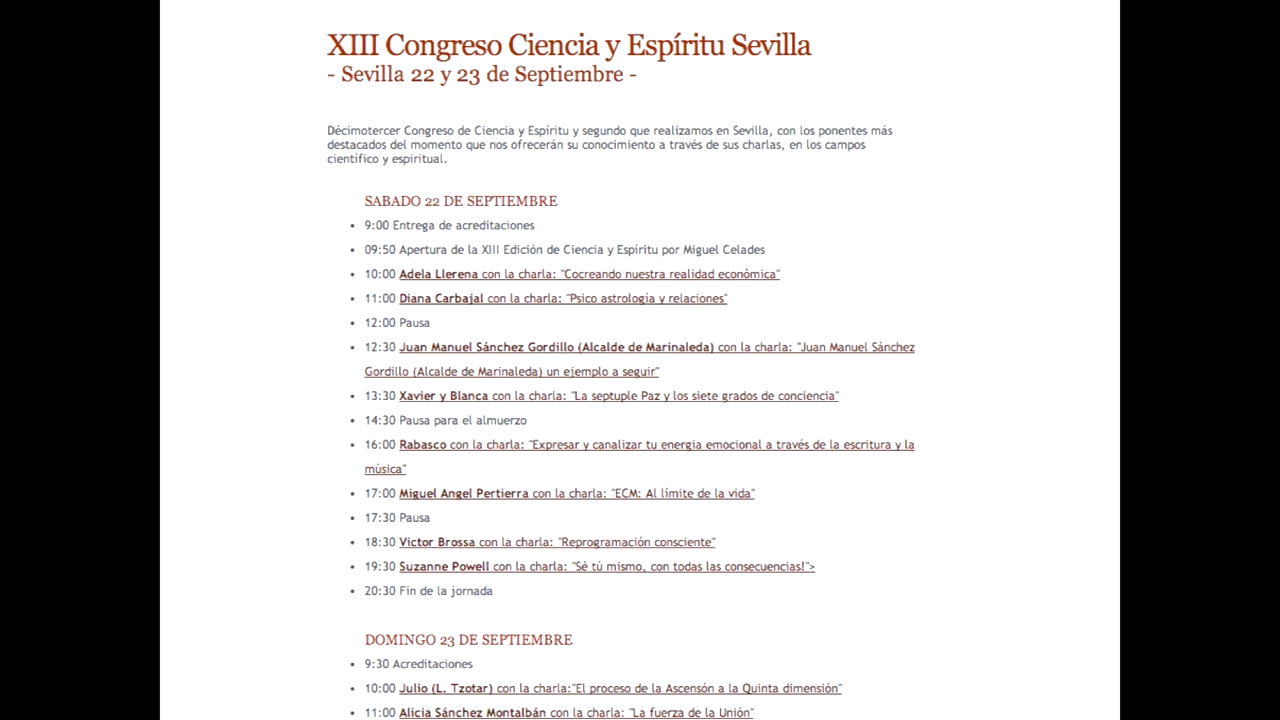 XIII Congreso Ciencia y Espíritu Sevilla
- Sevilla 22 y 23 de Septiembre -
Décimotercer Congreso de Ciencia y Espíritu y segundo que realizamos en Sevilla, con los ponentes más
destacados del momento que nos ofrecerán su conocimiento a través de sus charlas, en los campos
científico y espiritual.
SABADO 22 DE SEPTIEMBRE
• 9:00 Entrega de acreditaciones
• 09:50 Apertura de la XIII Edición de Ciencia y Espíritu por Miguel Celades
• 10:00 Adela Llerena con la charla: "Cocreando nuestra realidad económica"
• 11:00 Diana Carbajal con la charla: "Psico astrología y relaciones"
• 12:00 Pausa
• 12:30 Juan Manuel Sánchez Gordillo (Alcalde de Marinaleda) con la charla: "Juan Manuel Sánchez
Gordillo (Alcalde de Marinaleda) un ejemplo a seguir"
• 13:30 Xavier y Blanca con la charla: "La septuple Paz y los siete grados de conciencia"
• 14:30 Pausa para el almuerzo
• 16:00 Rabasco con la charla: "Expresar y canalizar tu energia emocional a través de la escritura y la
música"
• 17:00 Miguel Angel Pertierra con la charla: "ECM: Al límite de la vida"
• 17:30 Pausa
• 18:30 Victor Brossa con la charla: "Reprogramación consciente"
• 19:30 Suzanne Powell con la charla: "Sé tú mismo, con todas las consecuencias!">
• 20:30 Fin de la jornada
DOMINGO 23 DE SEPTIEMBRE
• 9:30 Acreditaciones
• 10:00 Julio (L. Tzotar) con la charla:"El proceso de la Ascensón a la Quinta dimensión"
• 11:00 Alicia Sánchez Montalbán con la charla: "La fuerza de la Unión"